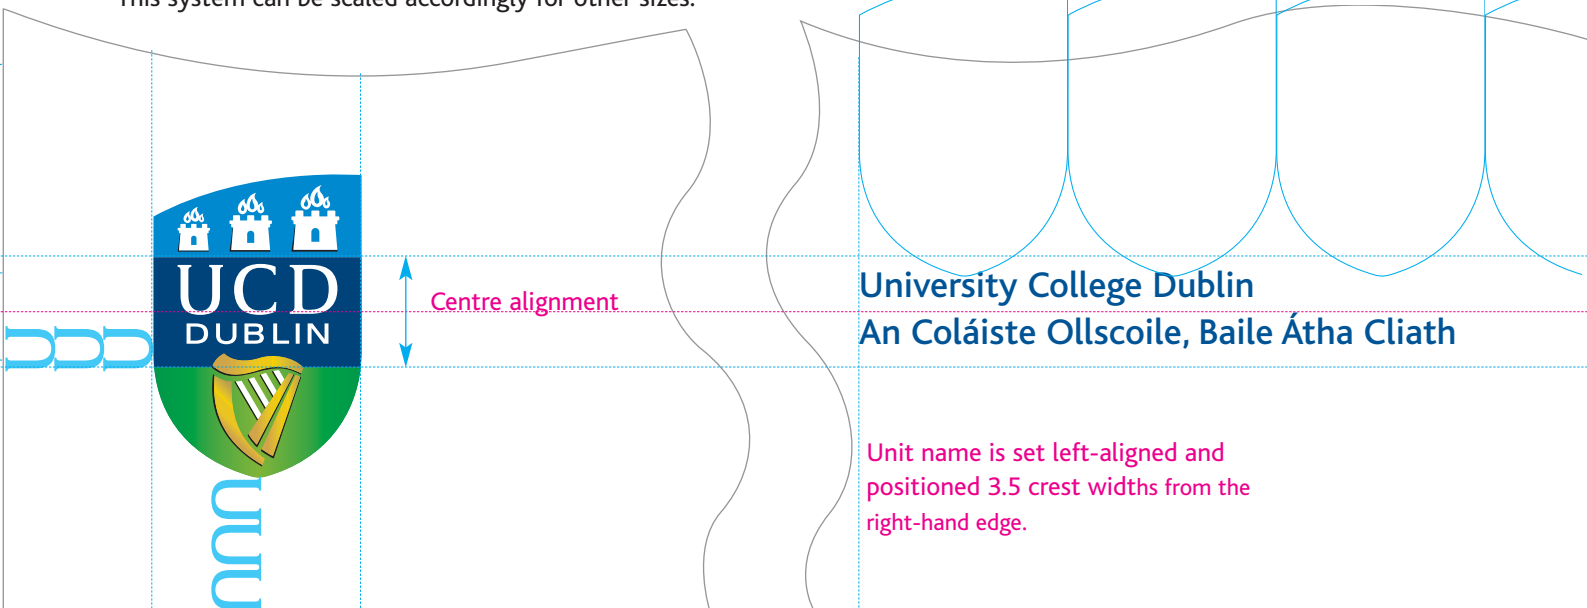 This system can be scaled accordingly for other sizes.
UCD
DUBLIN
Centre alignment
University College Dublin
An Coláiste Ollscoile, Baile Átha Cliath
Unit name is set left-aligned and
positioned 3.5 crest widths from the
right-hand edge.
UUU
UUU